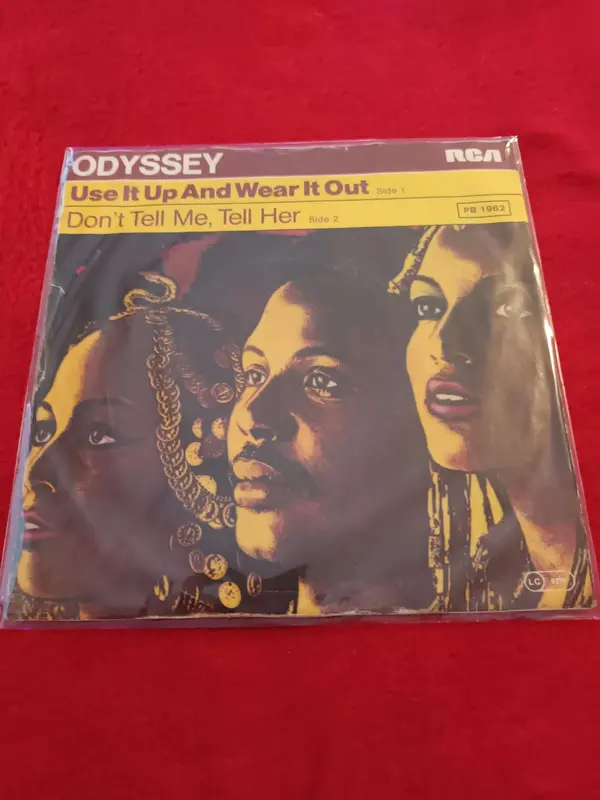 ODYSSEY RCA
Use It Up And Wear It Out Side 1
Don't Tell Me, Tell Her Side 2 PB 1962
LC